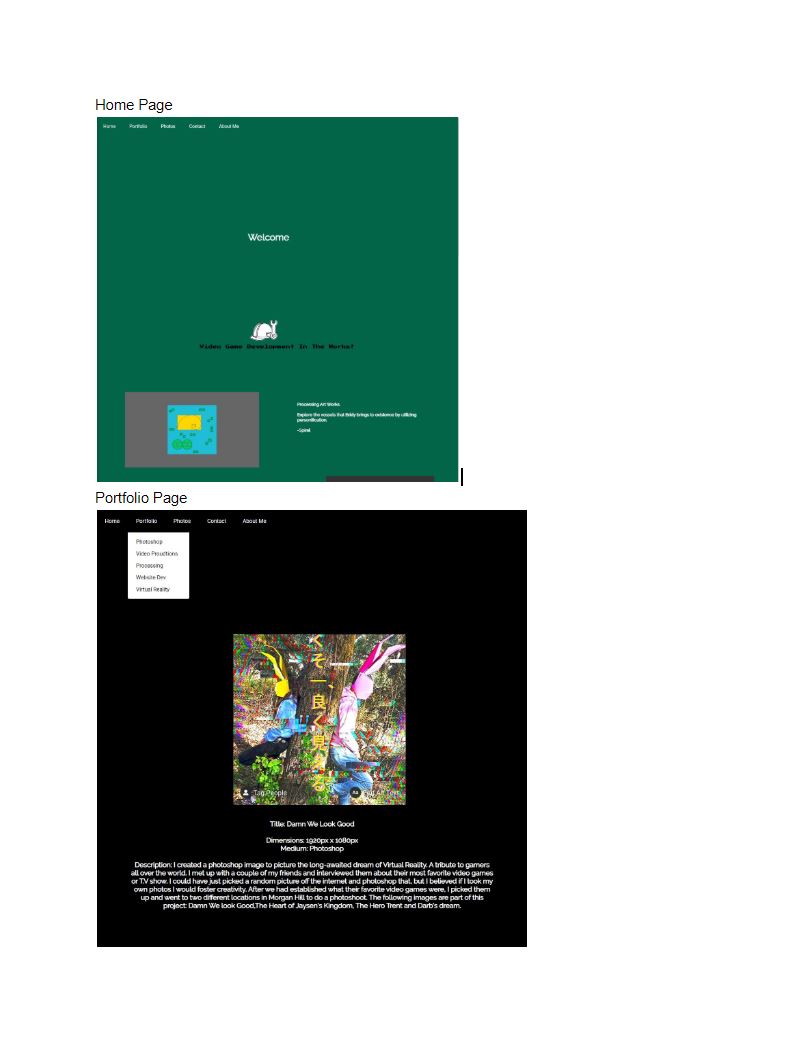 Home Page
Home Portfolio Photos Contact About Me
Welcome
Video Game Development In The Works?
Processing Art Works
Explore the vessels that Eddy brings to existence by utilizing
personification.
-Spiral
Portfolio Page
Home Portfolio Photos Contact About Me
Photoshop
Video Proudtions
Processing
Website Dev
Virtual Reality
くそ一、良く見える
Tag People
Edit Alt Text
Title: Damn We Look Good
Dimensions: 1920px x 1080px
Medium: Photoshop
Description: I created a photoshop image to picture the long-awaited dream of Virtual Reality. A tribute to gamers
all over the world. I met up with a couple of my friends and interviewed them about their most favorite video games
or T.V show. I could have just picked a random picture off the internet and photoshop that, but I believed if I took my
own photos I would foster creativity. After we had established what their favorite video games were, I picked them
up and went to two different locations in Morgan Hill to do a photoshoot. The following images are part of this
project: Damn We look Good,The Heart of Jaysen's Kingdom, The Hero Trent and Darb's dream.